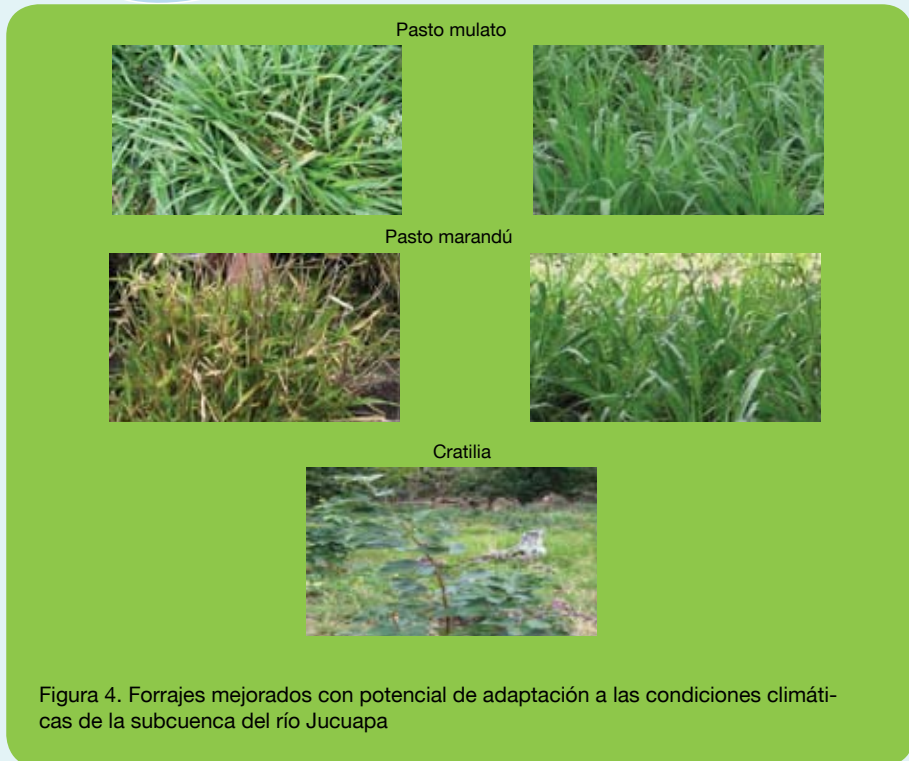 Pasto mulato
Pasto marandú
Cratilia
Figura 4. Forrajes mejorados con potencial de adaptación a las condiciones climáti-
cas de la subcuenca del río Jucuapa